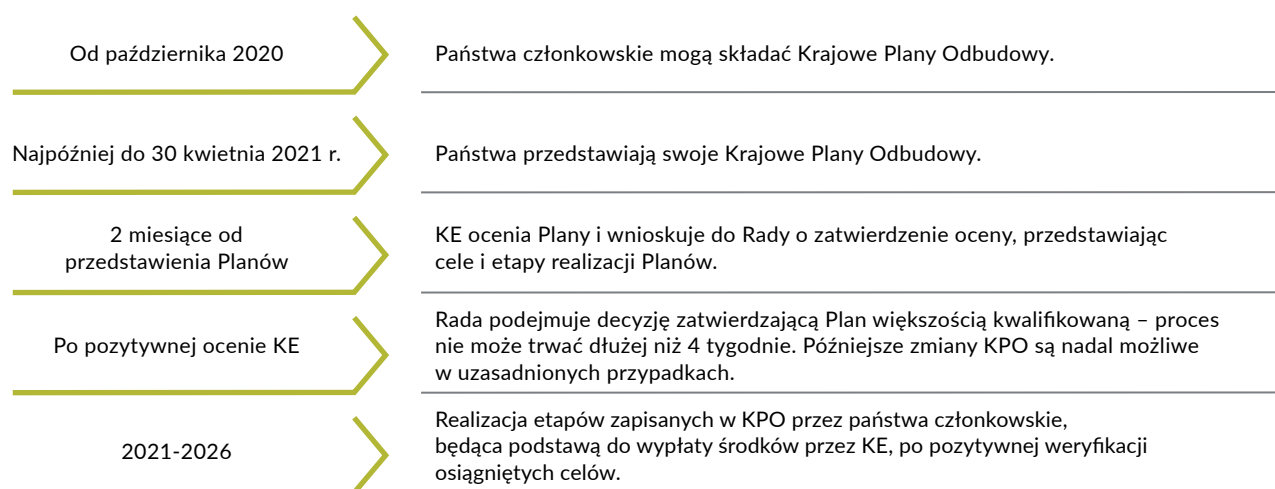 Od października 2020
Państwa członkowskie mogą składać Krajowe Plany Odbudowy.
Najpóźniej do 30 kwietnia 2021 r.
Państwa przedstawiają swoje Krajowe Plany Odbudowy.
2 miesiące od
przedstawienia Planów
KE ocenia Plany i wnioskuje do Rady o zatwierdzenie oceny, przedstawiając
cele i etapy realizacji Planów.
Po pozytywnej ocenie KE
Rada podejmuje decyzję zatwierdzającą Plan większością kwalifikowaną – proces
nie może trwać dłużej niż 4 tygodnie. Późniejsze zmiany KPO są nadal możliwe
w uzasadnionych przypadkach.
2021-2026
Realizacja etapów zapisanych w KPO przez państwa członkowskie,
będąca podstawą do wypłaty środków przez KE, po pozytywnej weryfikacji
osiągniętych celów.